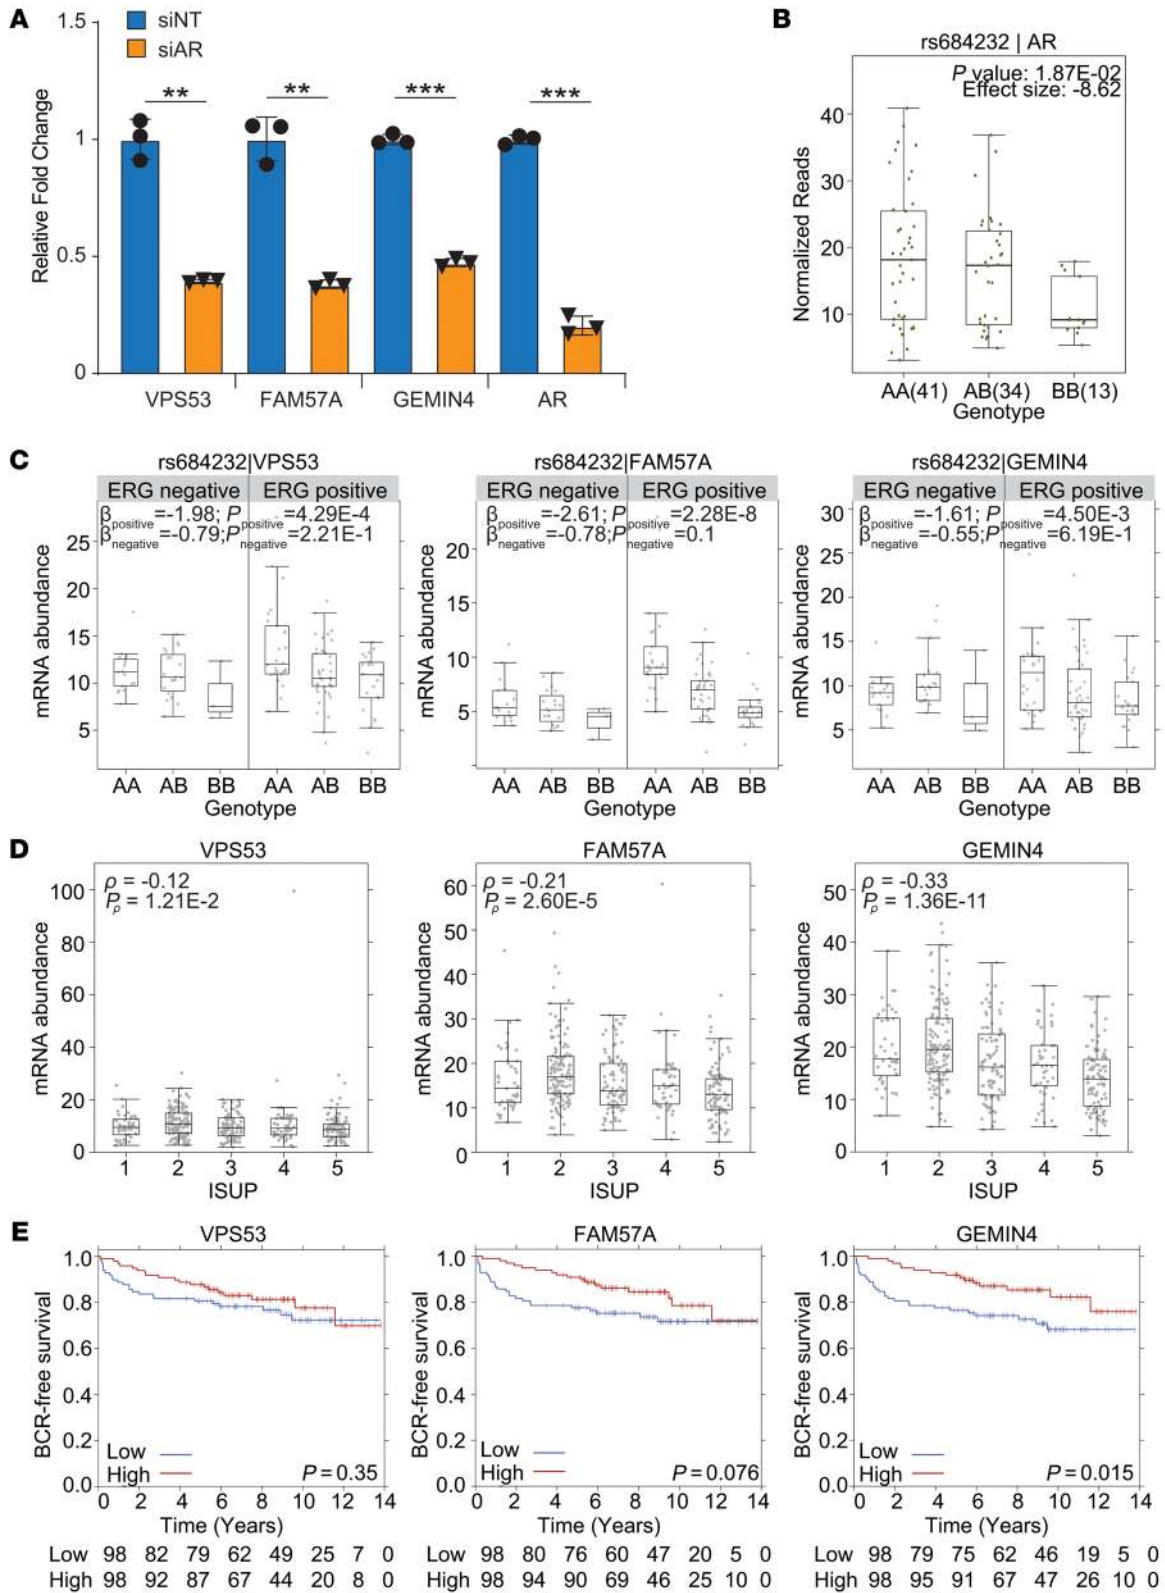 A
1.5
siNT
siAR
**
**
***
***
1
0.5
0
Relative Fold Change
VPS53 FAM57A GEMIN4 AR
B
rs684232 | AR
P value: 1.87E-02
Effect size: -8.62
40
30
20
10
Normalized Reads
AA(41) AB(34) BB(13)
Genotype
C
rs684232|VPS53
ERG negative ERG positive
βpositive=-1.98; Ppositive=4.29E-4
βnegative=-0.79;Pnegative=2.21E-1
25
20
15
10
5
mRNA abundance
AA AB BB AA AB BB
Genotype
rs684232|FAM57A
ERG negative ERG positive
βpositive=-2.61; Ppositive=2.28E-8
βnegative=-0.78;Pnegative=0.1
20
15
10
5
mRNA abundance
AA AB BB AA AB BB
Genotype
rs684232|GEMIN4
ERG negative ERG positive
βpositive=-1.61; Ppositive=4.50E-3
βnegative=-0.55;Pnegative=6.19E-1
30
25
20
15
10
5
mRNA abundance
AA AB BB AA AB BB
Genotype
D
VPS53
ρ = -0.12
Pρ = 1.21E-2
100
80
60
40
20
0
mRNA abundance
1 2 3 4 5
ISUP
FAM57A
ρ = -0.21
Pρ = 2.60E-5
60
50
40
30
20
10
0
mRNA abundance
1 2 3 4 5
ISUP
GEMIN4
ρ = -0.33
Pρ = 1.36E-11
50
40
30
20
10
0
mRNA abundance
1 2 3 4 5
ISUP
E
VPS53
1.0
0.8
0.6
0.4
0.2
0.0
BCR-free survival
Low
High
P = 0.35
0 2 4 6 8 10 12 14
Time (Years)
Low 98 82 79 62 49 25 7 0
High 98 92 87 67 44 20 8 0
FAM57A
1.0
0.8
0.6
0.4
0.2
0.0
BCR-free survival
Low
High
P = 0.076
0 2 4 6 8 10 12 14
Time (Years)
Low 98 80 76 60 47 20 5 0
High 98 94 90 69 46 25 10 0
GEMIN4
1.0
0.8
0.6
0.4
0.2
0.0
BCR-free survival
Low
High
P = 0.015
0 2 4 6 8 10 12 14
Time (Years)
Low 98 79 75 62 46 19 5 0
High 98 95 91 67 47 26 10 0